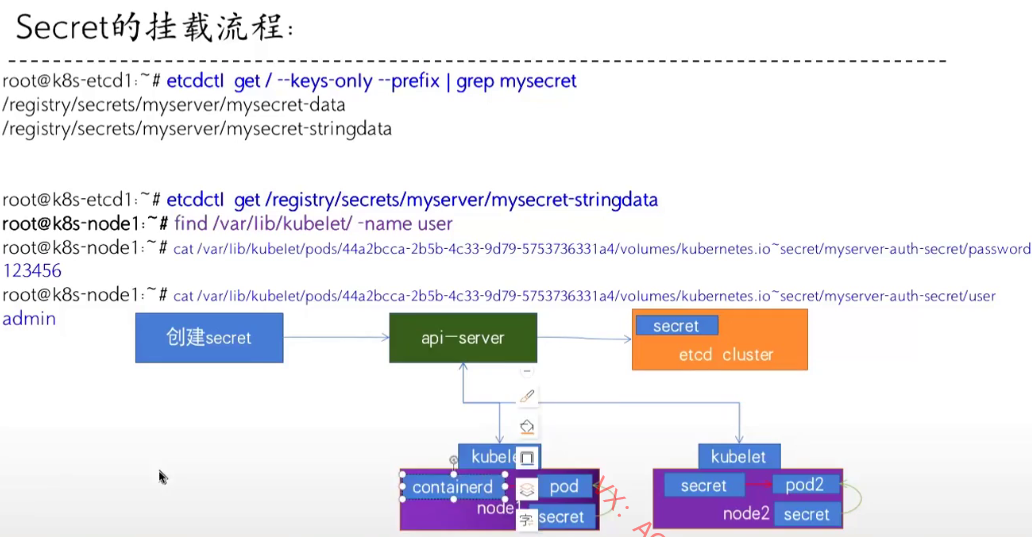 Secret的挂载流程:
root@k8s-etcd1:~# etcdctl get / --keys-only --prefix | grep mysecret
/registry/secrets/myserver/mysecret-data
/registry/secrets/myserver/mysecret-stringdata
root@k8s-etcd1:~# etcdctl get /registry/secrets/myserver/mysecret-stringdata
root@k8s-node1:~# find /var/lib/kubelet/ -name user
root@k8s-node1:~# cat /var/lib/kubelet/pods/44a2bcca-2b5b-4c33-9d79-5753736331a4/volumes/kubernetes.io~secret/myserver-auth-secret/password
123456
root@k8s-node1:~# cat /var/lib/kubelet/pods/44a2bcca-2b5b-4c33-9d79-5753736331a4/volumes/kubernetes.io~secret/myserver-auth-secret/user
admin
创建secret
api-server
secret
etcd cluster
kubele
kubelet
containerd
pod
secret
pod2
node1
secret
node2
secret
字
VX: